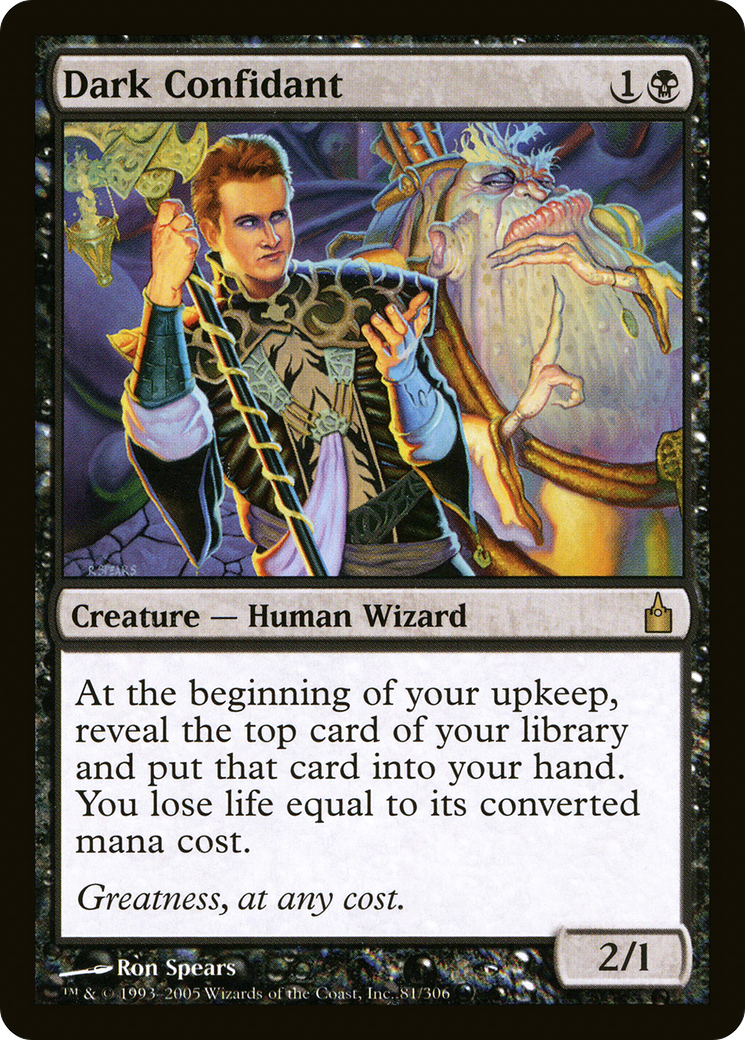 Dark Confidant 1
R. SPEARS
Creature — Human Wizard
At the beginning of your upkeep,
reveal the top card of your library
and put that card into your hand.
You lose life equal to its converted
mana cost.
Greatness, at any cost.
2/1
Ron Spears
™ & © 1993–2005 Wizards of the Coast, Inc. 81/306